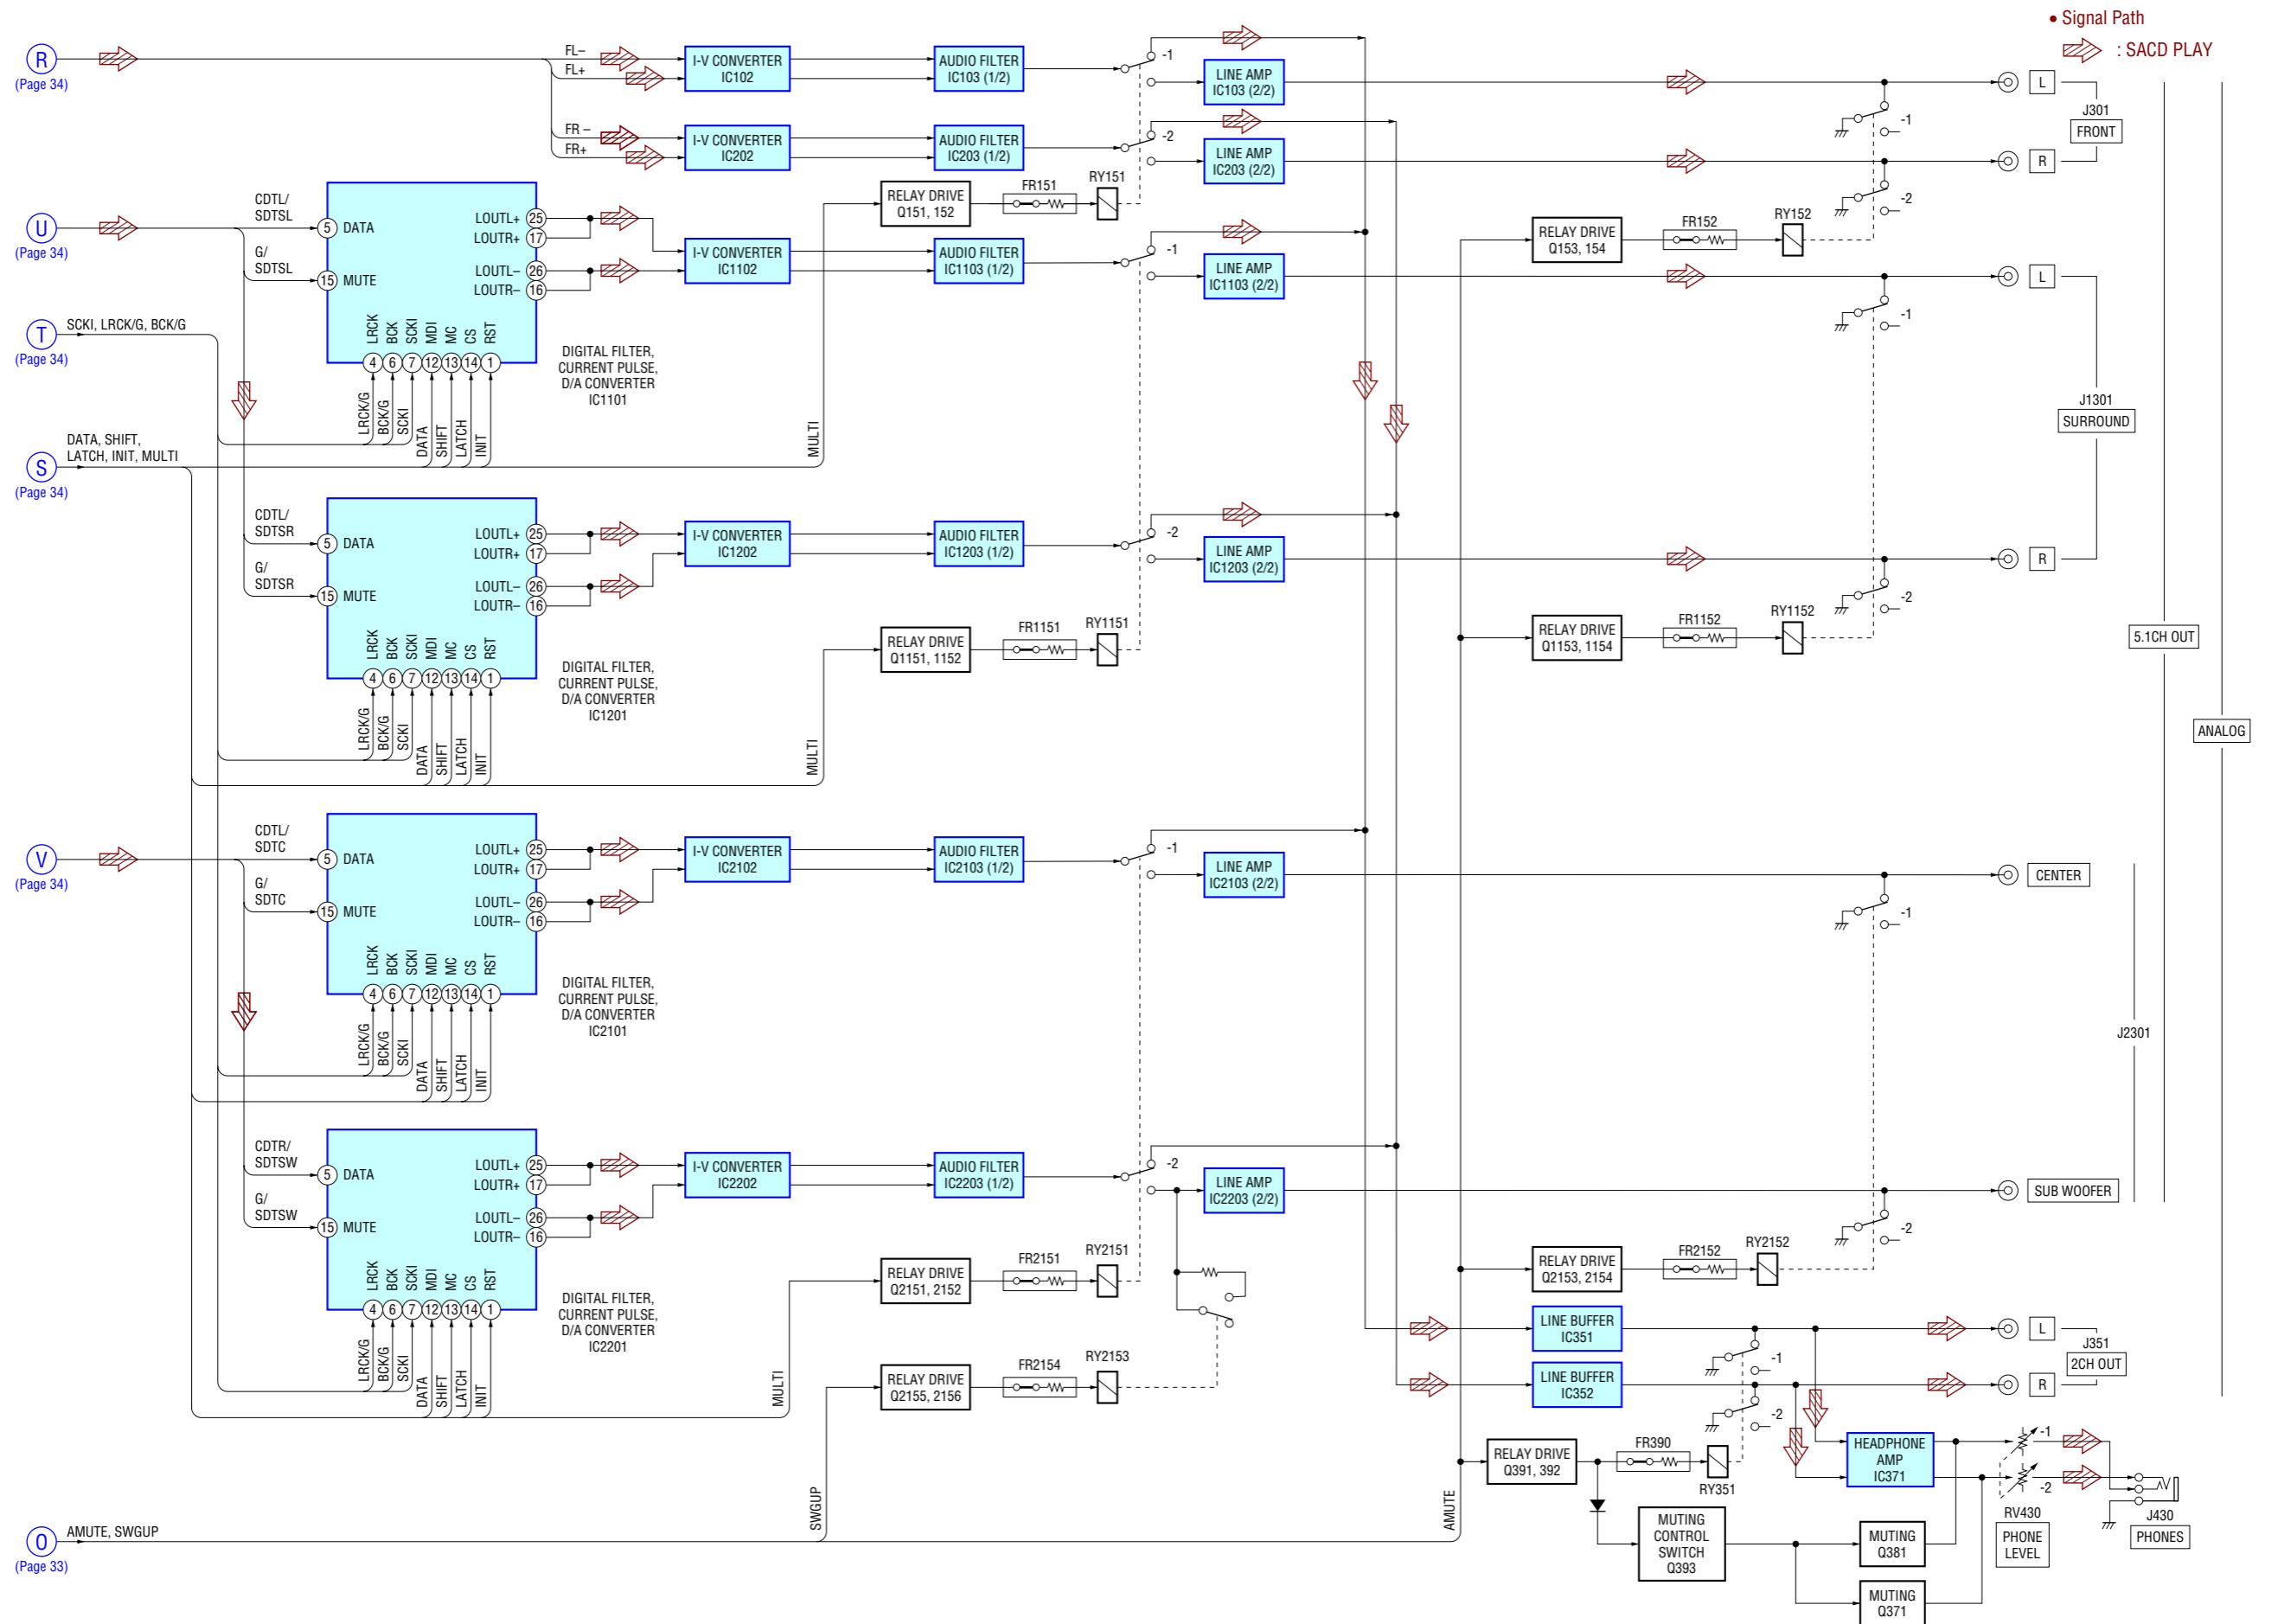 • Signal Path
: SACD PLAY
R
(Page 34)
FL–
FL+
I-V CONVERTER
IC102
AUDIO FILTER
IC103 (1/2)
-1
LINE AMP
IC103 (2/2)
L
J301
FRONT
-1
FR –
FR+
I-V CONVERTER
IC202
AUDIO FILTER
IC203 (1/2)
-2
LINE AMP
IC203 (2/2)
R
-2
RELAY DRIVE
Q151, 152
FR151
RY151
RELAY DRIVE
Q153, 154
FR152
RY152
U
(Page 34)
CDTL/
SDTSL
G/
SDTSL
5 DATA
15 MUTE
LOUTL+ 25
LOUTR+ 17
LOUTL– 26
LOUTR– 16
LRCK
BCK
SCKI
MDI
MC
CS
RST
4 6 7 12 13 14 1
LRCK/G
BCK/G
SCKI
DATA
SHIFT
LATCH
INIT
DIGITAL FILTER,
CURRENT PULSE,
D/A CONVERTER
IC1101
I-V CONVERTER
IC1102
AUDIO FILTER
IC1103 (1/2)
-1
LINE AMP
IC1103 (2/2)
L
-1
J1301
SURROUND
T
(Page 34)
SCKI, LRCK/G, BCK/G
S
(Page 34)
DATA, SHIFT,
LATCH, INIT, MULTI
MULTI
CDTL/
SDTSR
G/
SDTSR
5 DATA
15 MUTE
LOUTL+ 25
LOUTR+ 17
LOUTL– 26
LOUTR– 16
LRCK
BCK
SCKI
MDI
MC
CS
RST
4 6 7 12 13 14 1
LRCK/G
BCK/G
SCKI
DATA
SHIFT
LATCH
INIT
DIGITAL FILTER,
CURRENT PULSE,
D/A CONVERTER
IC1201
I-V CONVERTER
IC1202
AUDIO FILTER
IC1203 (1/2)
-2
LINE AMP
IC1203 (2/2)
R
-2
MULTI
RELAY DRIVE
Q1151, 1152
FR1151
RY1151
RELAY DRIVE
Q1153, 1154
FR1152
RY1152
5.1CH OUT
ANALOG
V
(Page 34)
CDTL/
SDTC
G/
SDTC
5 DATA
15 MUTE
LOUTL+ 25
LOUTR+ 17
LOUTL– 26
LOUTR– 16
LRCK
BCK
SCKI
MDI
MC
CS
RST
4 6 7 12 13 14 1
LRCK/G
BCK/G
SCKI
DATA
SHIFT
LATCH
INIT
DIGITAL FILTER,
CURRENT PULSE,
D/A CONVERTER
IC2101
I-V CONVERTER
IC2102
AUDIO FILTER
IC2103 (1/2)
-1
LINE AMP
IC2103 (2/2)
CENTER
-1
J2301
CDTR/
SDTSW
G/
SDTSW
5 DATA
15 MUTE
LOUTL+ 25
LOUTR+ 17
LOUTL– 26
LOUTR– 16
LRCK
BCK
SCKI
MDI
MC
CS
RST
4 6 7 12 13 14 1
LRCK/G
BCK/G
SCKI
DATA
SHIFT
LATCH
INIT
DIGITAL FILTER,
CURRENT PULSE,
D/A CONVERTER
IC2201
I-V CONVERTER
IC2202
AUDIO FILTER
IC2203 (1/2)
-2
LINE AMP
IC2203 (2/2)
SUB WOOFER
-2
MULTI
RELAY DRIVE
Q2151, 2152
FR2151
RY2151
RELAY DRIVE
Q2153, 2154
FR2152
RY2152
RELAY DRIVE
Q2155, 2156
FR2154
RY2153
LINE BUFFER
IC351
L
-1
J351
2CH OUT
LINE BUFFER
IC352
R
-2
SWGUP
AMUTE
RELAY DRIVE
Q391, 392
FR390
RY351
HEADPHONE
AMP
IC371
-1
-2
RV430
PHONE
LEVEL
J430
PHONES
MUTING
CONTROL
SWITCH
Q393
MUTING
Q381
MUTING
Q371
O
(Page 33)
AMUTE, SWGUP